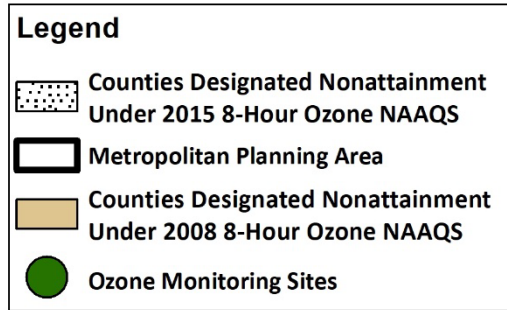 Legend
Counties Designated Nonattainment
Under 2015 8-Hour Ozone NAAQS
Metropolitan Planning Area
Counties Designated Nonattainment
Under 2008 8-Hour Ozone NAAQS
Ozone Monitoring Sites